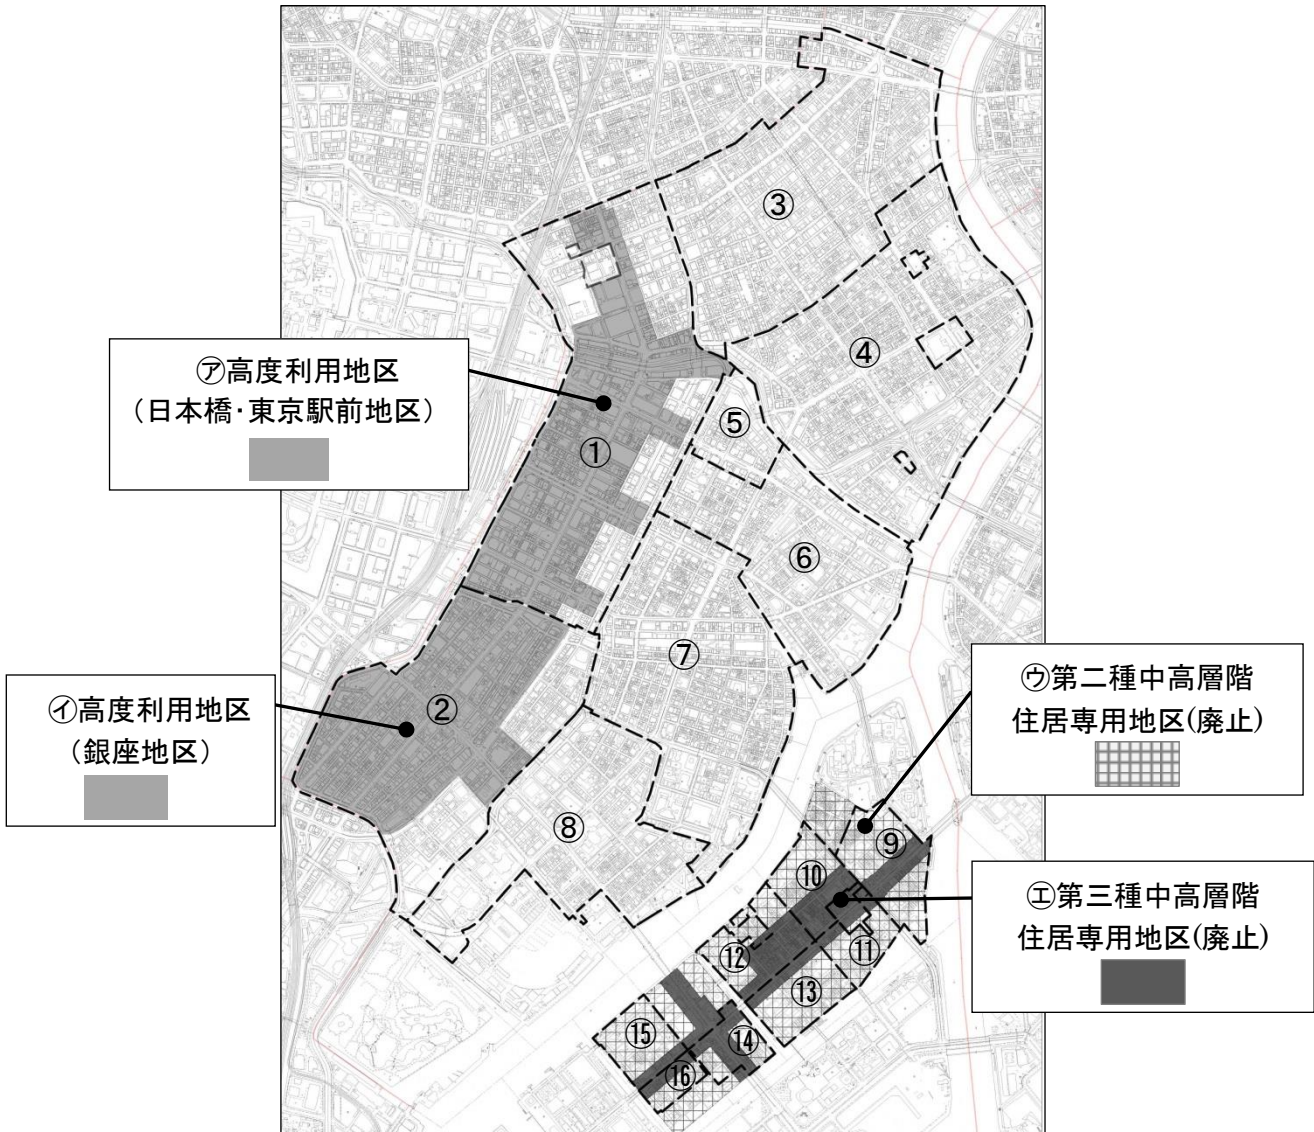 ③
④
㋐高度利用地区
(日本橋･東京駅前地区)
⑤
①
⑥
⑦
㋑高度利用地区
(銀座地区)
②
㋒第二種中高層階
住居専用地区(廃止)
⑧
⑨
⑩
㋓第三種中高層階
住居専用地区(廃止)
⑪
⑫
⑬
⑭
⑮
⑯